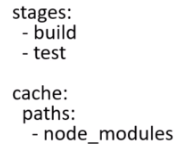 stages:
  - build
  - test

cache:
  paths:
    - node_modules